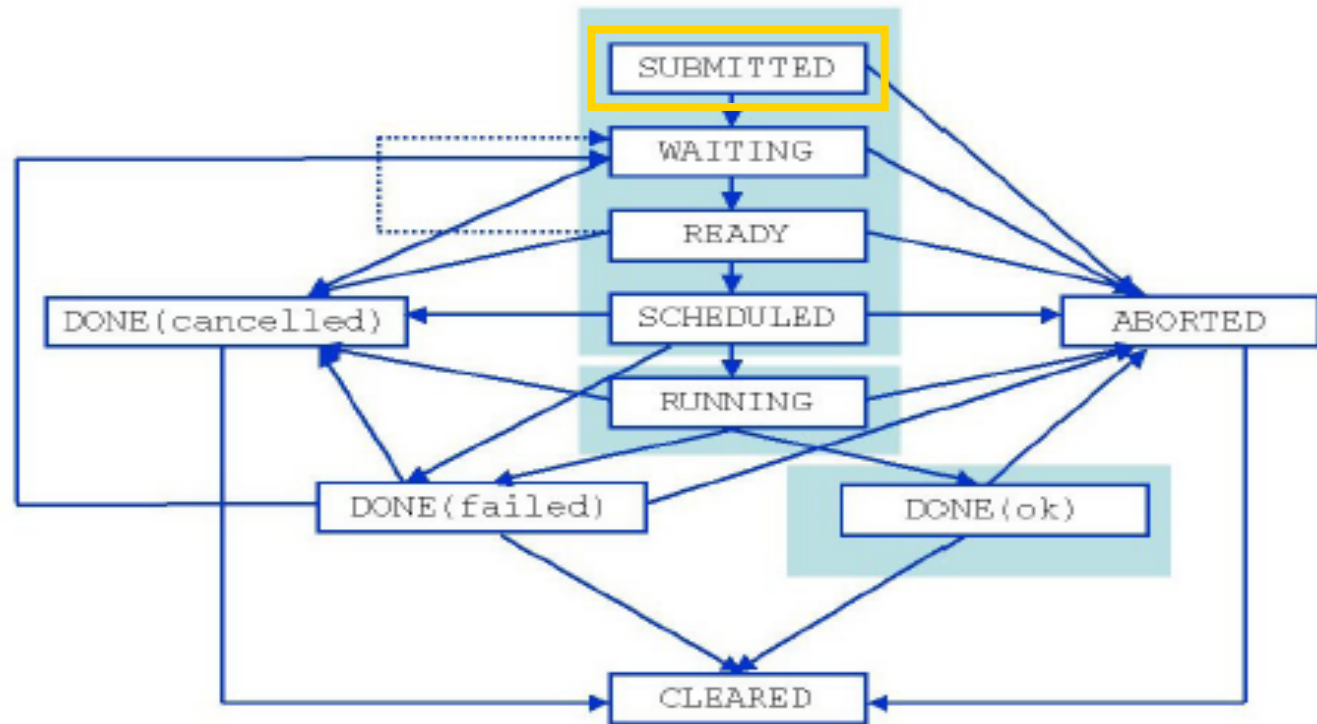 SUBMITTED
WAITING
READY
SCHEDULED
DONE(cancelled)
ABORTED
RUNNING
DONE(failed)
DONE(ok)
CLEARED